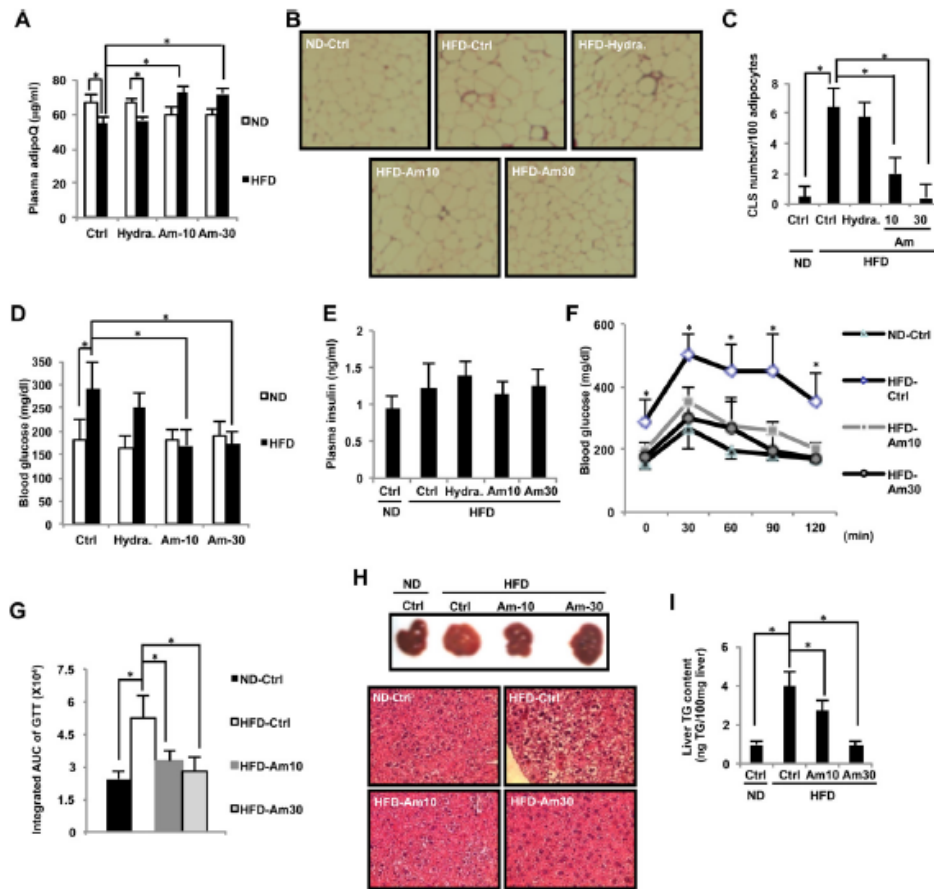 A
*
*
*
*
Plasma adipoQ (µg/ml)
100
80
60
40
20
0
Ctrl Hydra. Am-10 Am-30
ND
HFD
B
ND-Ctrl
HFD-Ctrl
HFD-Hydra.
HFD-Am10
HFD-Am30
C
*
*
*
CLS number/100 adipocytes
8
6
4
2
0
Ctrl Ctrl Hydra. 10 30
Am
ND HFD
D
*
*
*
Blood glucose (mg/dl)
350
300
250
200
150
100
50
0
Ctrl Hydra. Am-10 Am-30
ND
HFD
E
Plasma insulin (ng/ml)
2
1.5
1
0.5
0
Ctrl Ctrl Hydra. Am10 Am30
ND HFD
F
Blood glucose (mg/dl)
600
400
200
0
* * * * *
0 30 60 90 120 (min)
ND-Ctrl
HFD-
Ctrl
HFD-
Am10
HFD-
Am30
G
*
*
*
Integrated AUC of GTT (X10⁴)
7.5
6
4.5
3
1.5
0
ND-Ctrl
HFD-Ctrl
HFD-Am10
HFD-Am30
H
ND HFD
Ctrl Ctrl Am-10 Am-30
ND-Ctrl
HFD-Ctrl
HFD-Am10
HFD-Am30
I
*
*
*
Liver TG content
(ng TG/100mg liver)
6
4
2
0
Ctrl Ctrl Am10 Am30
ND HFD